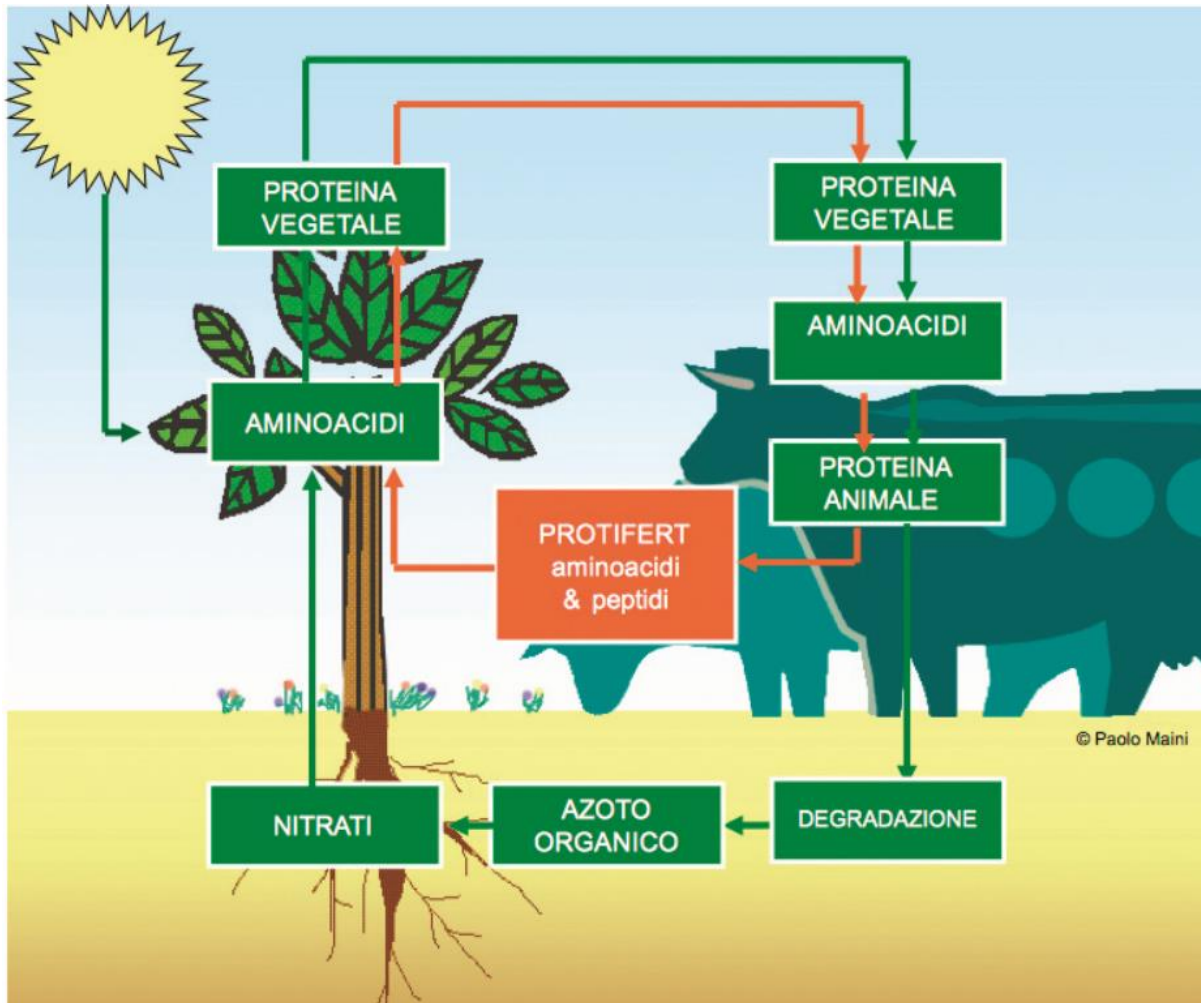 PROTEINA
VEGETALE
PROTEINA
VEGETALE
AMINOACIDI
AMINOACIDI
PROTEINA
ANIMALE
PROTIFERT
aminoacidi
& peptidi
© Paolo Maini
NITRATI
AZOTO
ORGANICO
DEGRADAZIONE